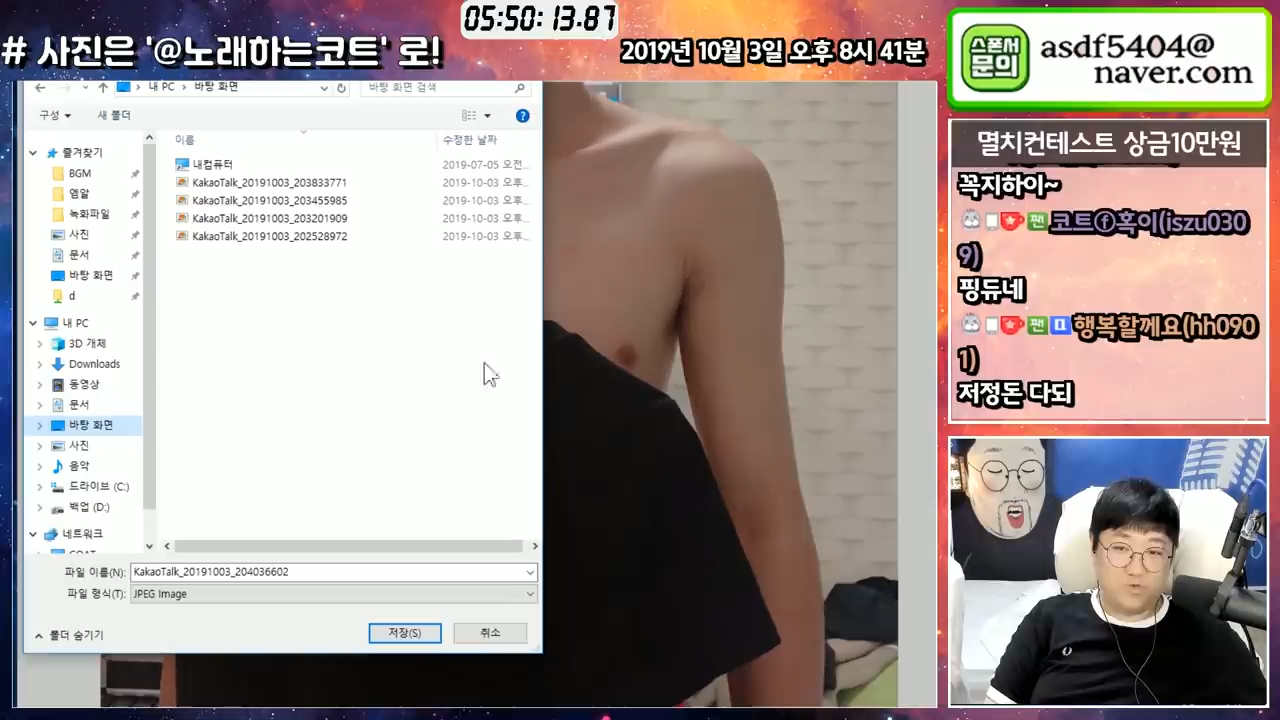 05:50:13.87
# 사진은 '@노래하는코트' 로!
2019년 10월 3일 오후 8시 41분
스폰서
문의
asdf5404@
naver.com
내 PC > 바탕 화면
바탕 화면 검색
구성
새 폴더
이름
수정한 날짜
즐겨찾기
BGM
엠알
녹화파일
사진
문서
바탕 화면
d
내 PC
3D 개체
Downloads
동영상
문서
바탕 화면
사진
음악
드라이브 (C:)
백업 (D:)
네트워크
내컴퓨터
2019-07-05 오전...
KakaoTalk_20191003_203833771
2019-10-03 오후...
KakaoTalk_20191003_203455985
2019-10-03 오후...
KakaoTalk_20191003_203201909
2019-10-03 오후...
KakaoTalk_20191003_202528972
2019-10-03 오후...
파일 이름(N):
KakaoTalk_20191003_204036602
파일 형식(T):
JPEG Image
폴더 숨기기
저장(S)
취소
멸치컨테스트 상금10만원
꼭지하이~
팬 코트ⓕ혹이(iszu030
9)
핑듀네
팬 행복할께요(hh090
1)
저정돈 다되